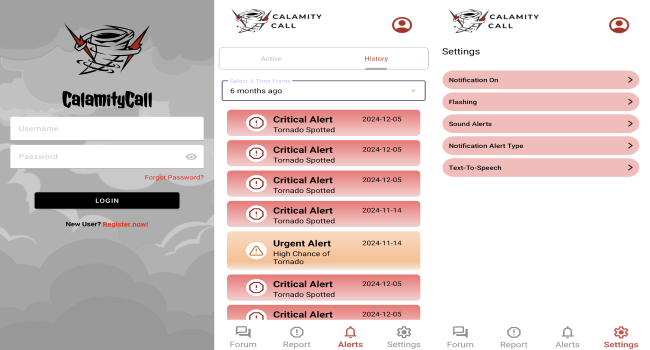 CalamityCall
Username
Password
Forgot Password?
LOGIN
New User? Register now!
CALAMITY
CALL
Active
History
Select A Time Frame
6 months ago
Critical Alert
2024-12-05
Tornado Spotted
Critical Alert
2024-12-05
Tornado Spotted
Critical Alert
2024-12-05
Tornado Spotted
Critical Alert
2024-11-14
Tornado Spotted
Urgent Alert
2024-11-14
High Chance of
Tornado
Critical Alert
2024-12-05
Tornado Spotted
Critical Alert
2024-12-05
Forum
Report
Alerts
Settings
CALAMITY
CALL
Settings
Notification On
Flashing
Sound Alerts
Notification Alert Type
Text-To-Speech
Forum
Report
Alerts
Settings